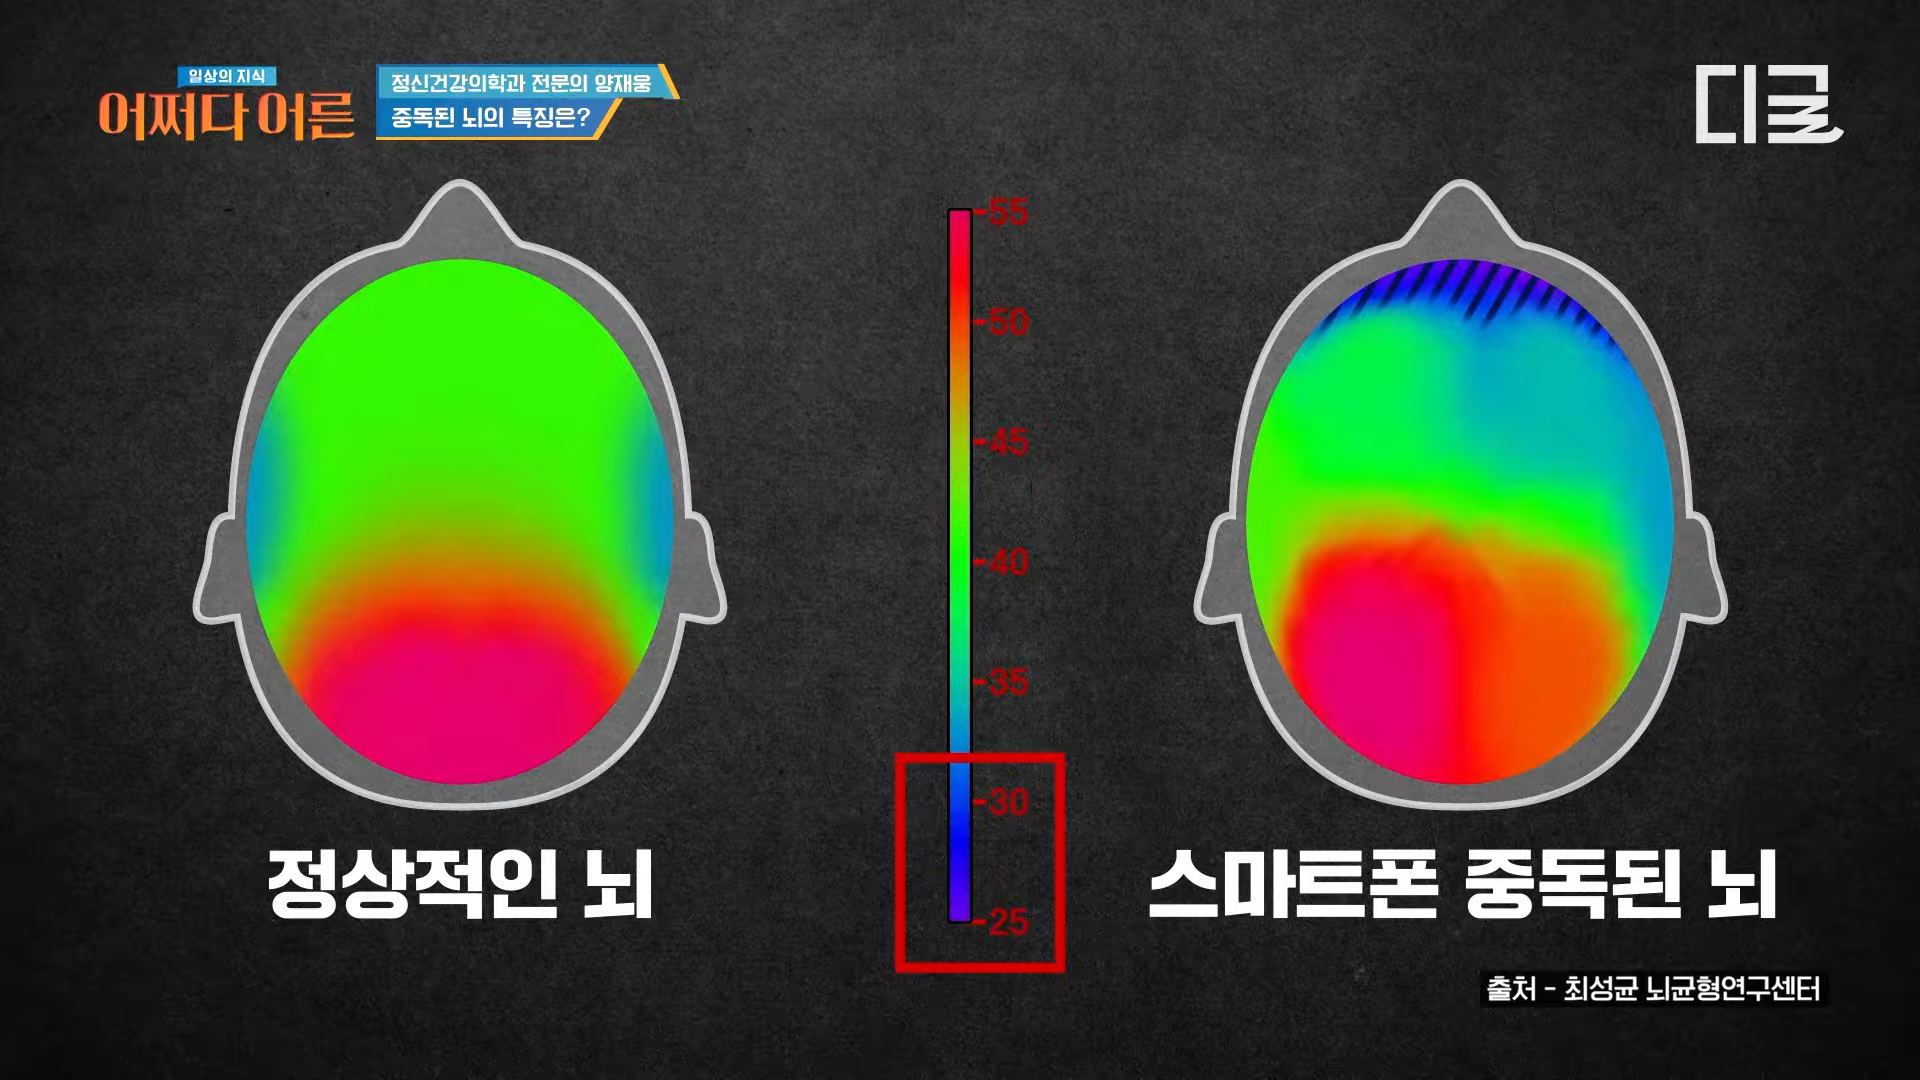 일상의 지식
어쩌다 어른
정신건강의학과 전문의 양재웅
중독된 뇌의 특징은?
디글
55
50
45
40
35
30
25
정상적인 뇌
스마트폰 중독된 뇌
출처 - 최성균 뇌균형연구센터